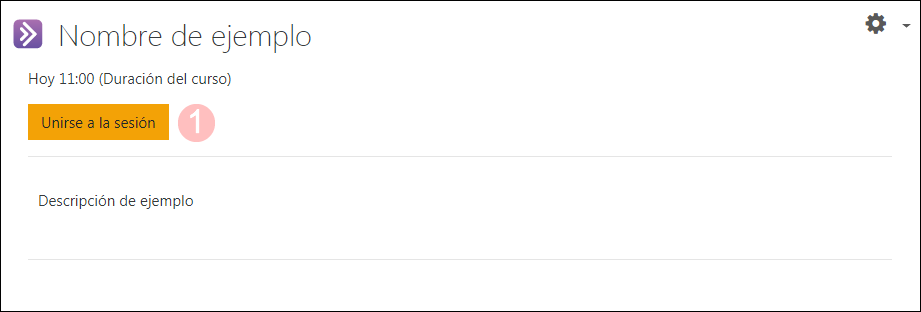 Nombre de ejemplo
Hoy 11:00 (Duración del curso)
Unirse a la sesión
1
Descripción de ejemplo